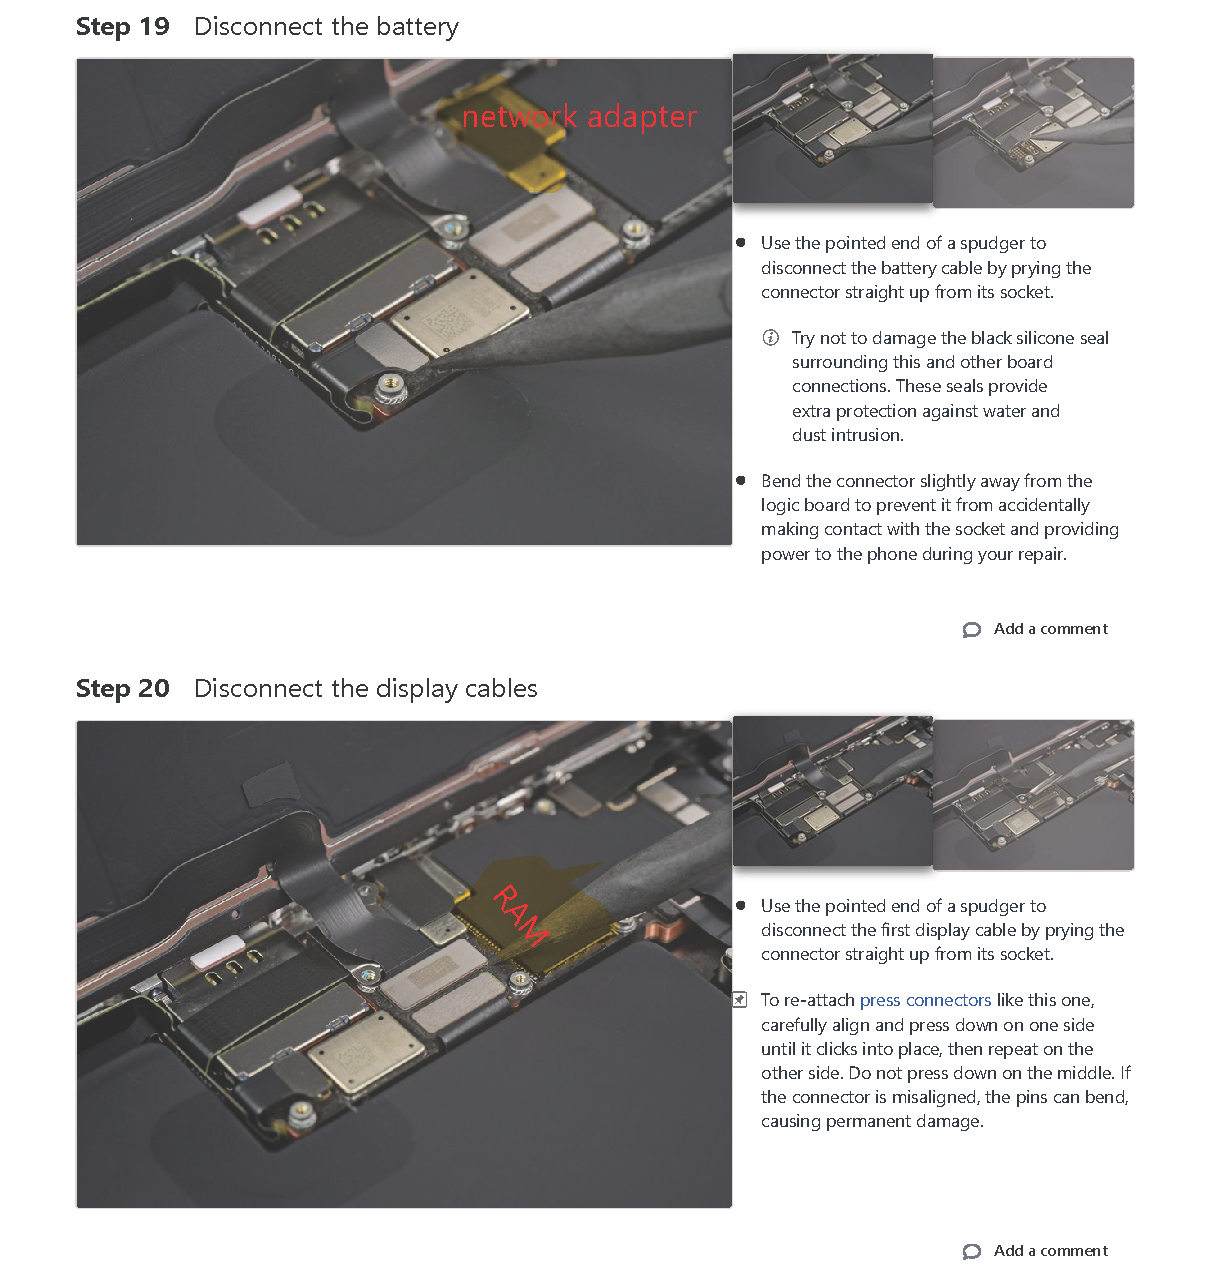 Step 19 Disconnect the battery
network adapter
Use the pointed end of a spudger to
disconnect the battery cable by prying the
connector straight up from its socket.
Try not to damage the black silicone seal
surrounding this and other board
connections. These seals provide
extra protection against water and
dust intrusion.
Bend the connector slightly away from the
logic board to prevent it from accidentally
making contact with the socket and providing
power to the phone during your repair.
Add a comment
Step 20 Disconnect the display cables
RAM
Use the pointed end of a spudger to
disconnect the first display cable by prying the
connector straight up from its socket.
To re-attach press connectors like this one,
carefully align and press down on one side
until it clicks into place, then repeat on the
other side. Do not press down on the middle. If
the connector is misaligned, the pins can bend,
causing permanent damage.
Add a comment